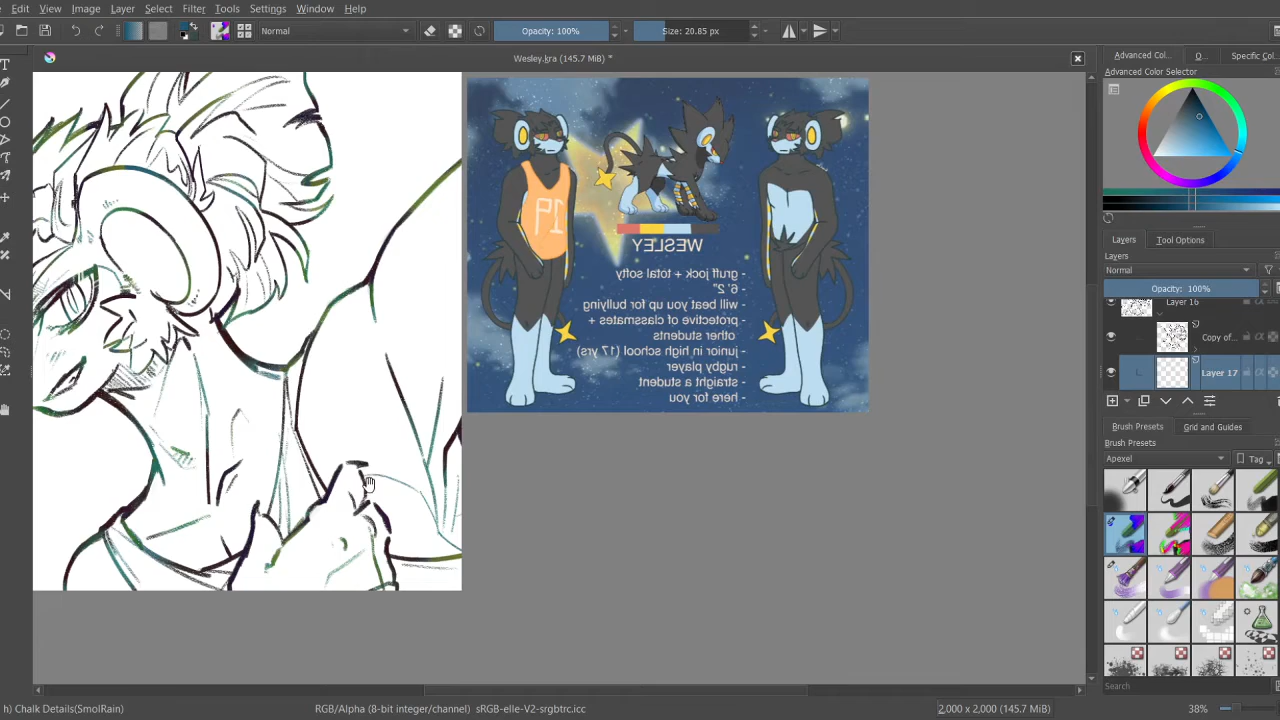 Edit View Image Layer Select Filter Tools Settings Window Help
Normal
Opacity: 100%
Size: 20.85 px
Wesley.kra (145.7 MiB) *
Advanced Col...
O...
Specific Col
Advanced Color Selector
19
WESLEY
- gruff jock + total softy
- 6' 2"
- will beat you up for bullying
- protective of classmates +
other students
- junior in high school (17 yrs)
- rugby player
- straight a student
- here for you
Layers
Tool Options
Layers
Normal
Opacity: 100%
Layer 16
Copy of...
Layer 17
Brush Presets
Grid and Guidelines
Brush Presets
Apexel
Tag
Search
h) Chalk Details(SmolRain)
RGB/Alpha (8-bit integer/channel) sRGB-elle-V2-srgbtrc.icc
2,000 x 2,000 (145.7 MiB)
38%